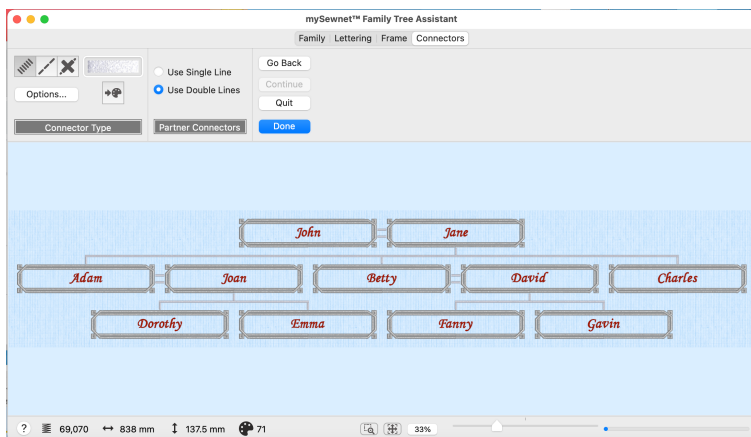 mySewnet™ Family Tree Assistant
Family Lettering Frame Connectors
Go Back
Use Single Line
Continue
Options...
Use Double Lines
Quit
Connector Type
Partner Connectors
Done
John Jane
Adam Joan Betty David Charles
Dorothy Emma Fanny Gavin
? 69,070 838 mm 137.5 mm 71 33%